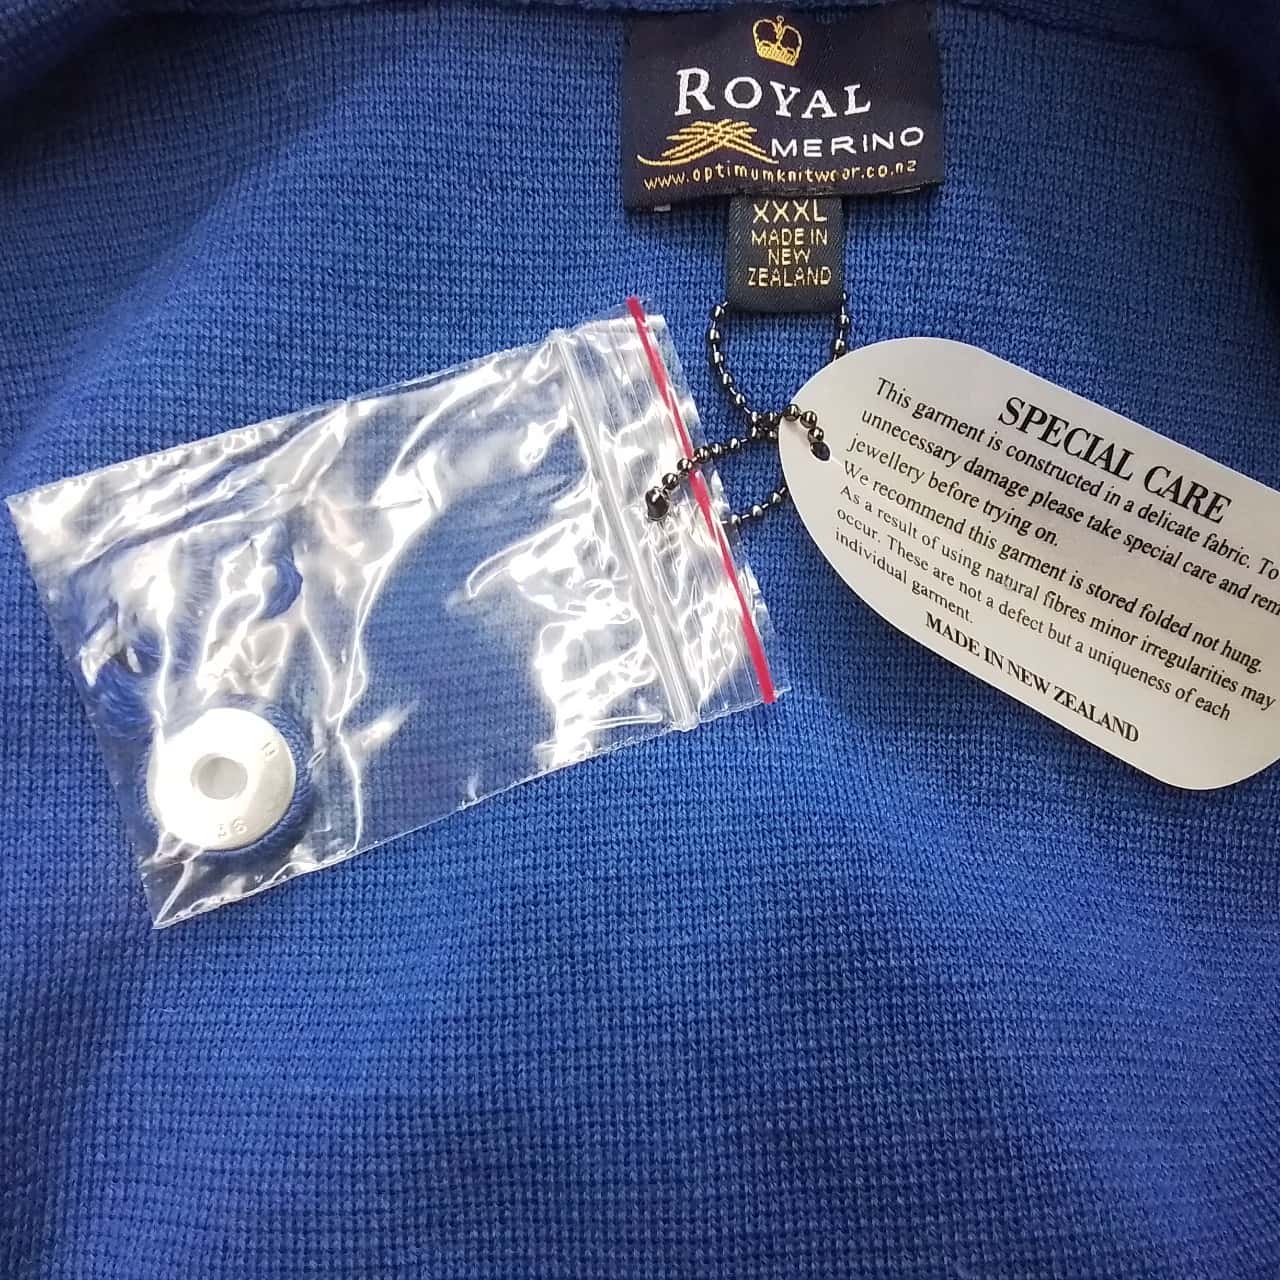 ROYAL
MERINO
www.optimumknitwear.co.nz
XXXL
MADE IN
NEW
ZEALAND
SPECIAL CARE
This garment is constructed in a delicate fabric. To
unnecessary damage please take special care and rem
jewellery before trying on.
We recommend this garment is stored folded not hung.
As a result of using natural fibres minor irregularities may
occur. These are not a defect but a uniqueness of each
individual garment.
MADE IN NEW ZEALAND